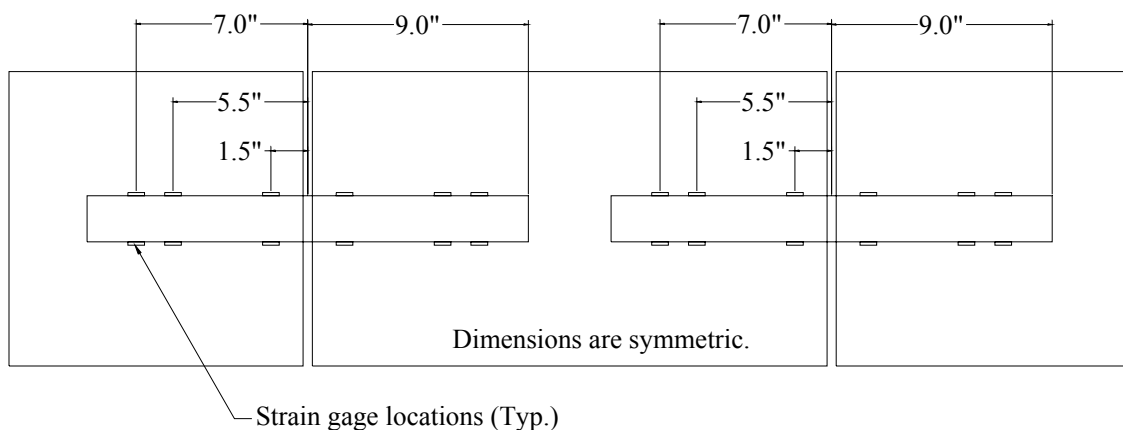 7.0" 9.0" 7.0" 9.0"
5.5" 5.5"
1.5" 1.5"
Dimensions are symmetric.
Strain gage locations (Typ.)